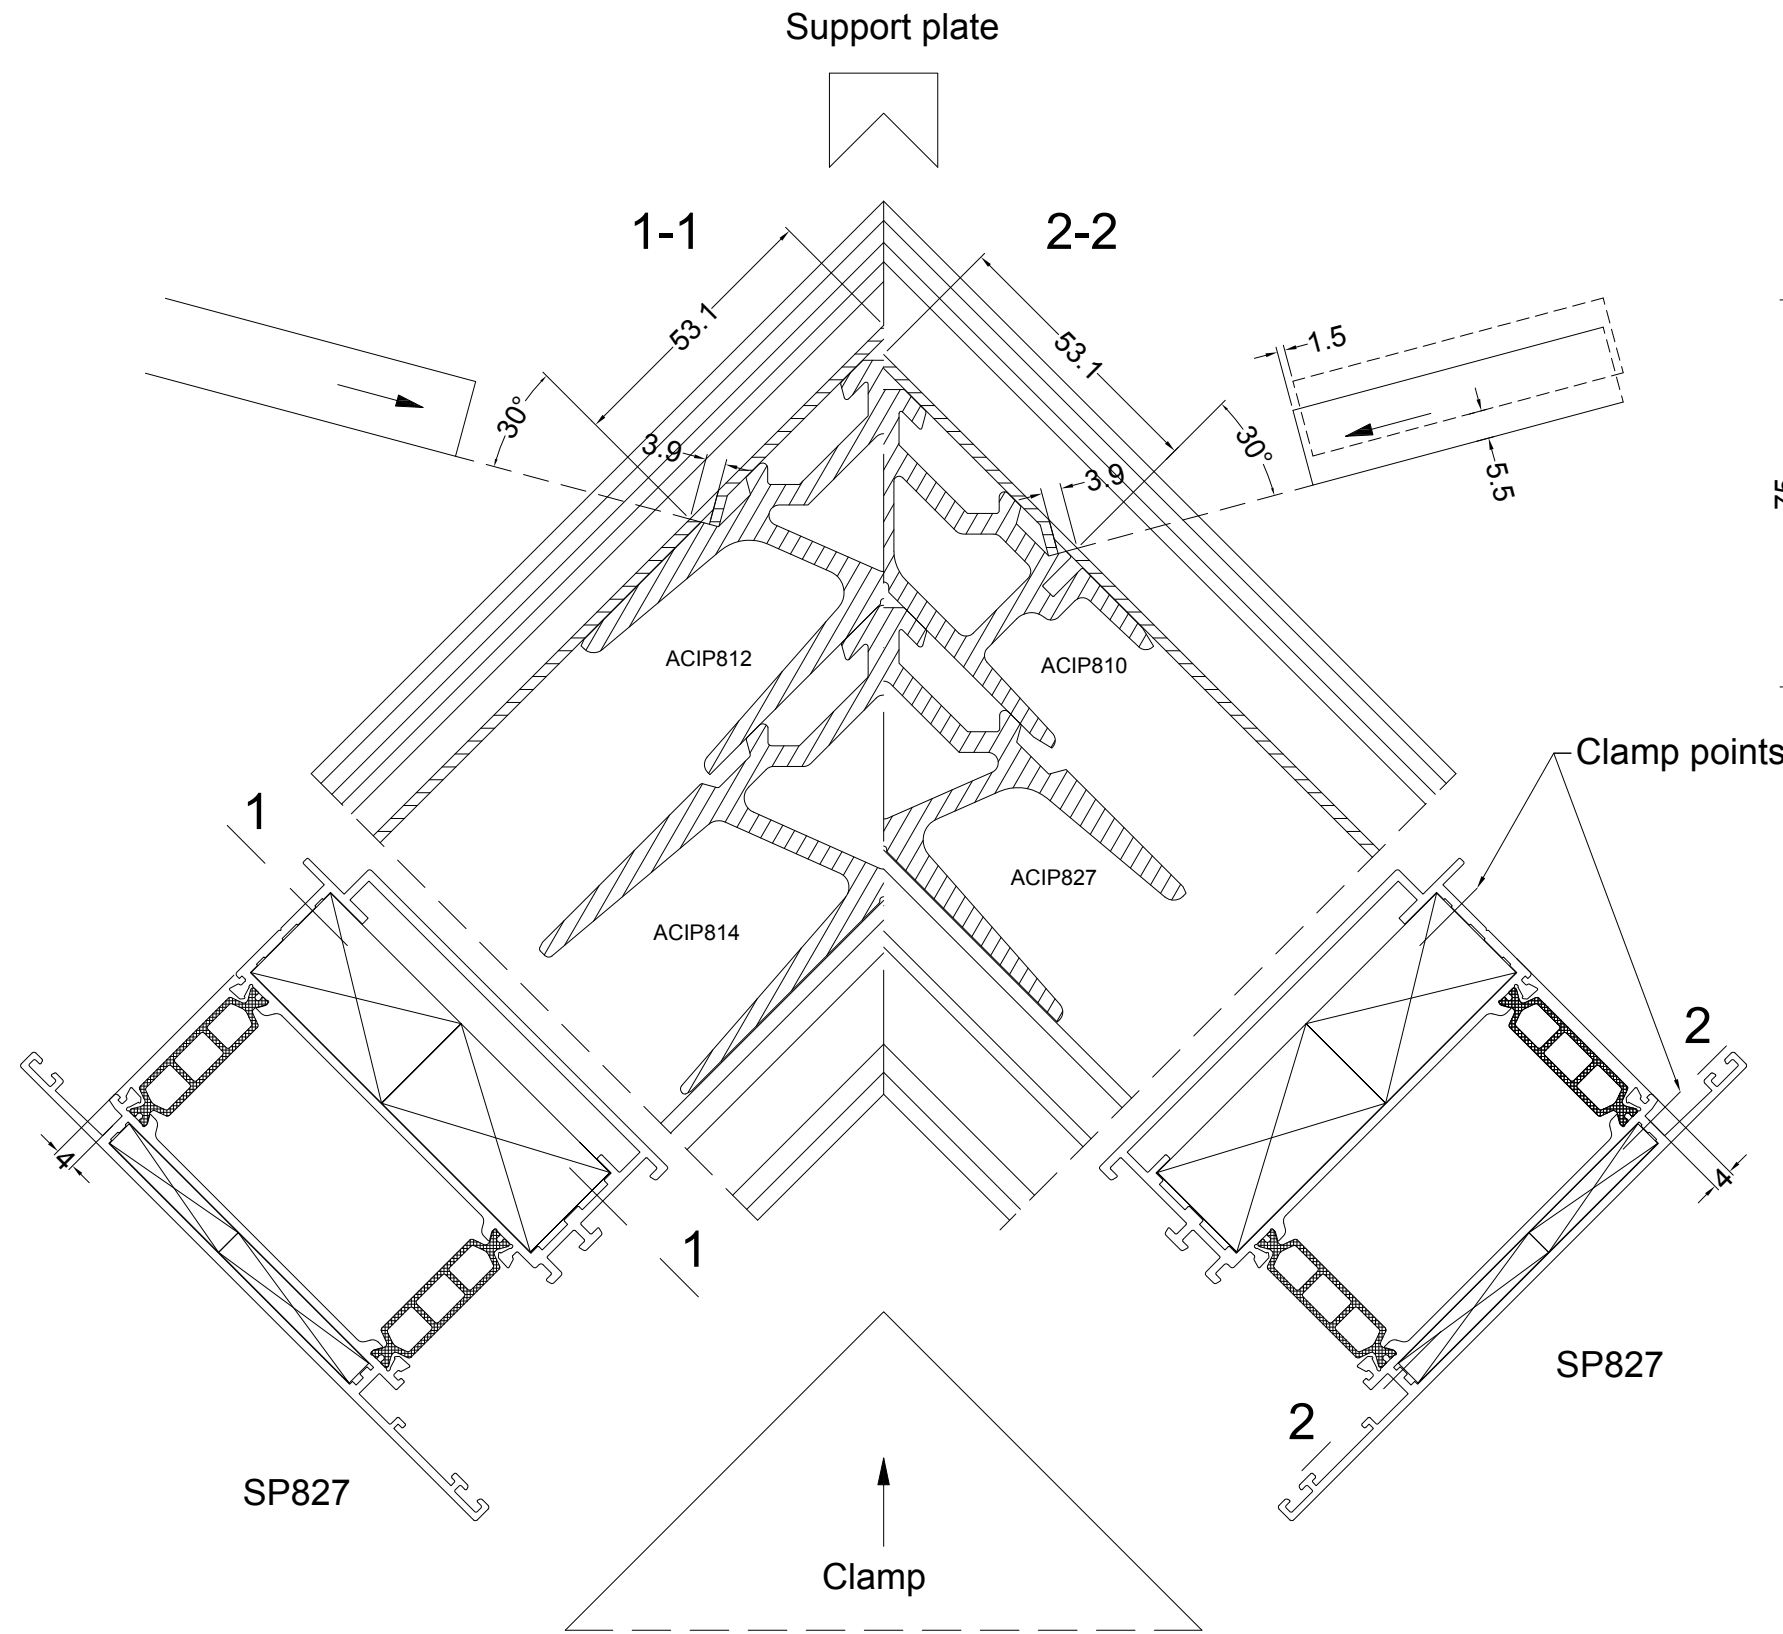 Support plate
1-1
2-2
53.1
53.1
1.5
30°
30°
3.9
3.9
5.5
ACIP812
ACIP810
Clamp points
1
ACIP827
ACIP814
2
4
4
1
SP827
2
SP827
Clamp